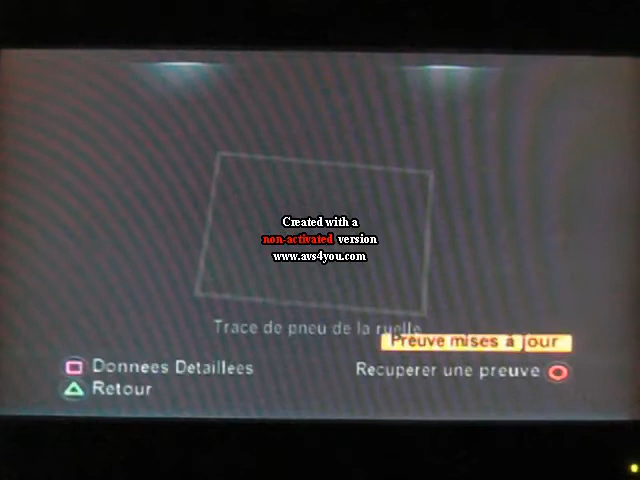 Created with a
non-activated version
www.avs4you.com
Trace de pneu de la ruelle
Preuve mises à jour
Donnees Detaillees
Recuperer une preuve
Retour